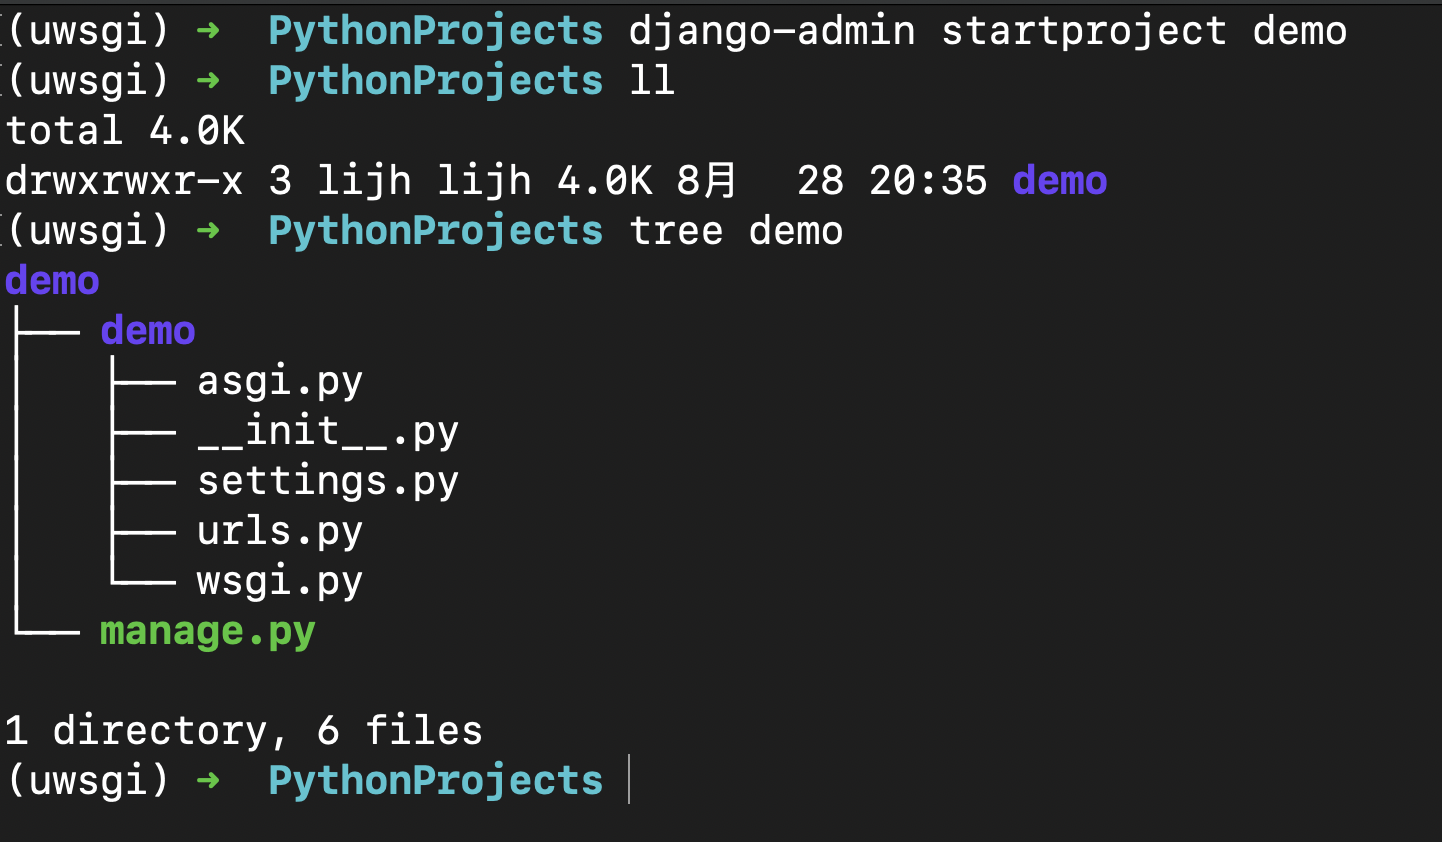 (uwsgi) ➜  PythonProjects django-admin startproject demo
(uwsgi) ➜  PythonProjects ll
total 4.0K
drwxrwxr-x 3 lijh lijh 4.0K 8月   28 20:35 demo
(uwsgi) ➜  PythonProjects tree demo
demo
├── demo
│   ├── asgi.py
│   ├── __init__.py
│   ├── settings.py
│   ├── urls.py
│   └── wsgi.py
└── manage.py

1 directory, 6 files
(uwsgi) ➜  PythonProjects